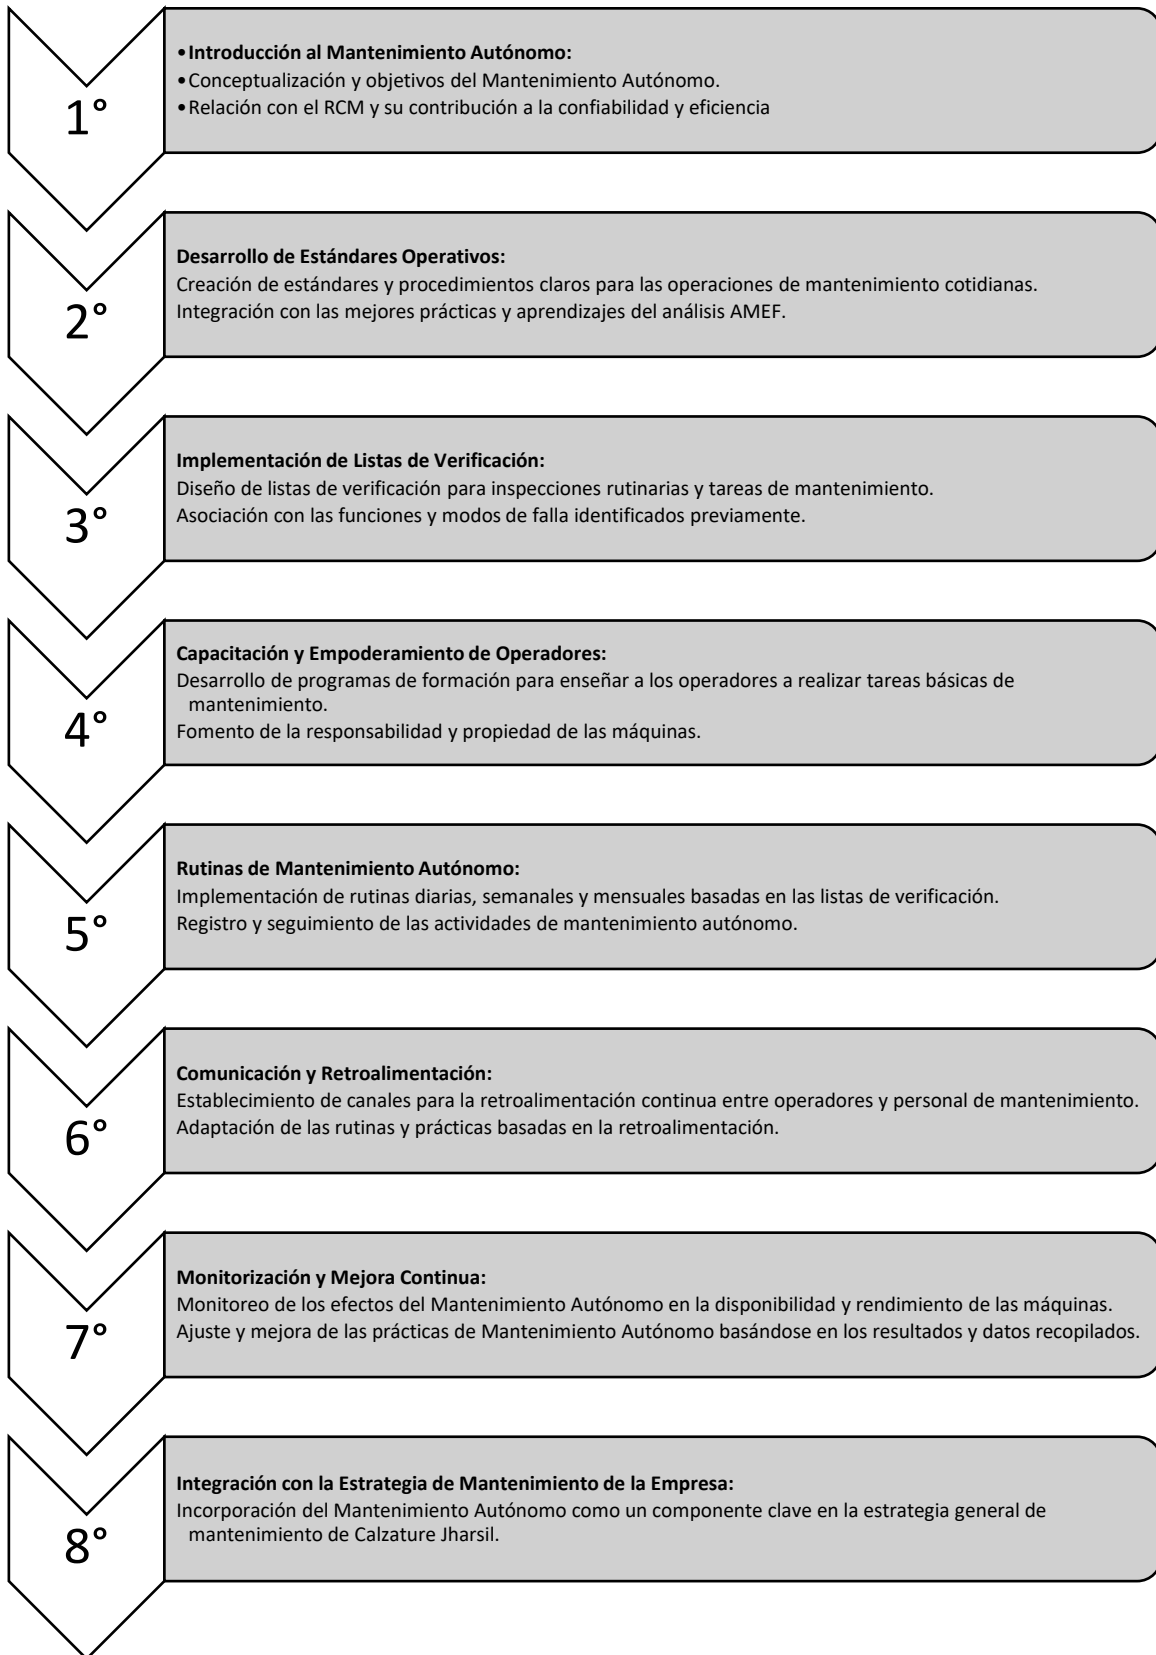 1°
•Introducción al Mantenimiento Autónomo:
•Conceptualización y objetivos del Mantenimiento Autónomo.
•Relación con el RCM y su contribución a la confiabilidad y eficiencia
2°
Desarrollo de Estándares Operativos:
Creación de estándares y procedimientos claros para las operaciones de mantenimiento cotidianas.
Integración con las mejores prácticas y aprendizajes del análisis AMEF.
3°
Implementación de Listas de Verificación:
Diseño de listas de verificación para inspecciones rutinarias y tareas de mantenimiento.
Asociación con las funciones y modos de falla identificados previamente.
4°
Capacitación y Empoderamiento de Operadores:
Desarrollo de programas de formación para enseñar a los operadores a realizar tareas básicas de
mantenimiento.
Fomento de la responsabilidad y propiedad de las máquinas.
5°
Rutinas de Mantenimiento Autónomo:
Implementación de rutinas diarias, semanales y mensuales basadas en las listas de verificación.
Registro y seguimiento de las actividades de mantenimiento autónomo.
6°
Comunicación y Retroalimentación:
Establecimiento de canales para la retroalimentación continua entre operadores y personal de mantenimiento.
Adaptación de las rutinas y prácticas basadas en la retroalimentación.
7°
Monitorización y Mejora Continua:
Monitoreo de los efectos del Mantenimiento Autónomo en la disponibilidad y rendimiento de las máquinas.
Ajuste y mejora de las prácticas de Mantenimiento Autónomo basándose en los resultados y datos recopilados.
8°
Integración con la Estrategia de Mantenimiento de la Empresa:
Incorporación del Mantenimiento Autónomo como un componente clave en la estrategia general de
mantenimiento de Calzature Jharsil.